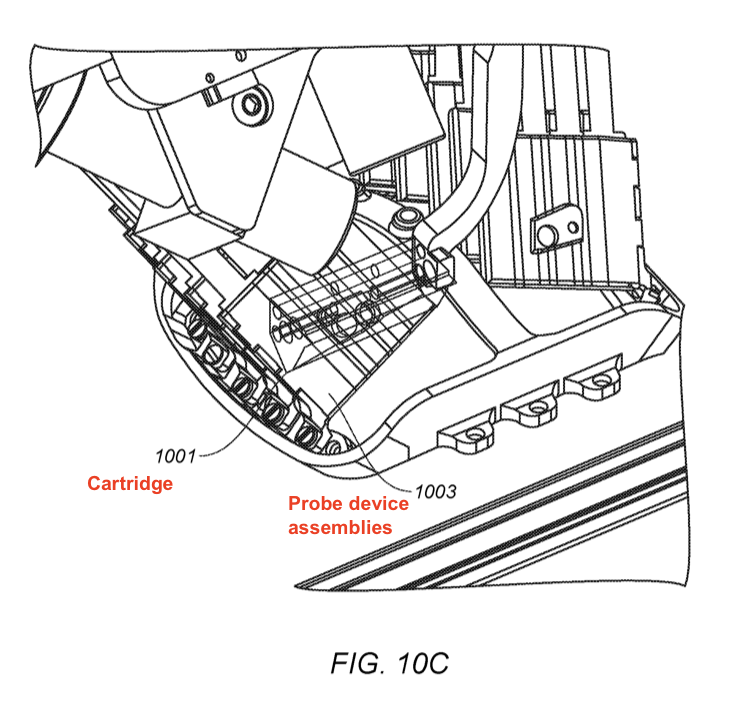 1001
Cartridge
1003
Probe device
assemblies
FIG. 10C